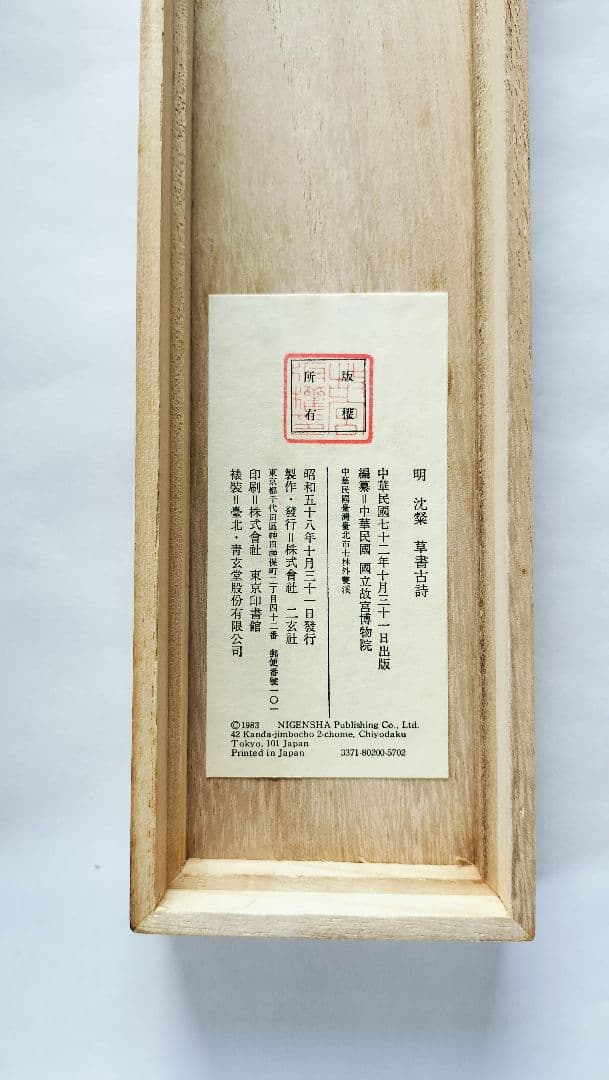 版權
所有
明 沈粲 草書古詩
中華民國七十二年十月三十一日出版
編纂=中華民國 國立故宮博物院
中華民國臺灣臺北市士林外雙溪
昭和五十八年十月三十一日發行
製作・發行=株式會社 二玄社
東京都千代田區神田神保町二丁目四十二番 郵便番號一〇一
印刷=株式會社 東京印書館
裱裝=臺北・靑玄堂股份有限公司
©1983 NIGENSHA Publishing Co., Ltd.
42 Kanda-jimbocho 2-chome, Chiyodaku
Tokyo, 101 Japan
Printed in Japan 3371-80200-5702